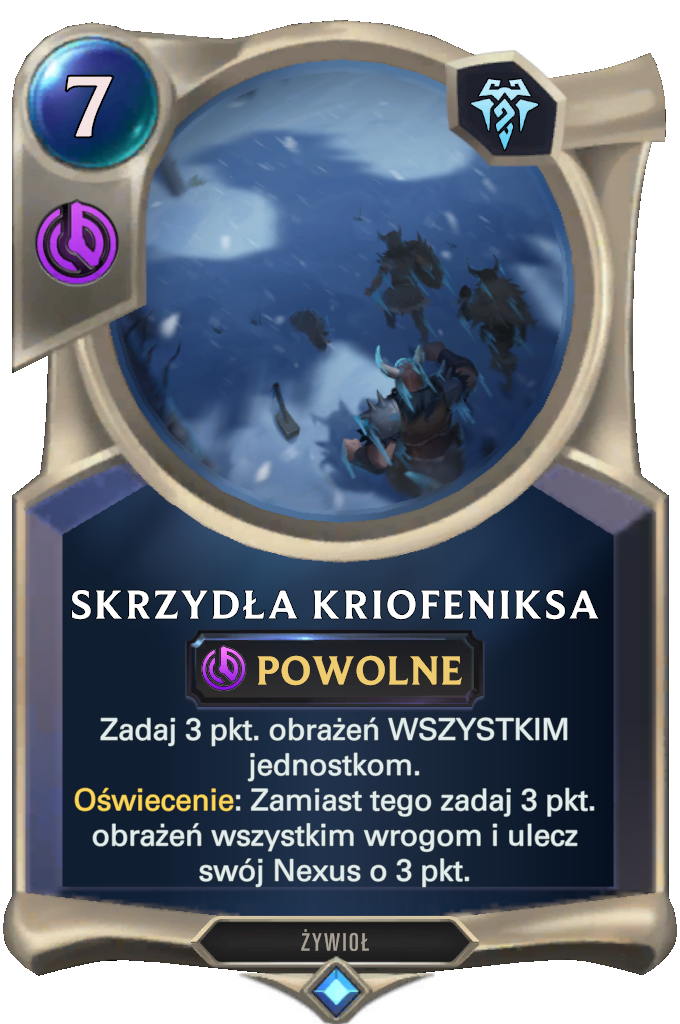 7
SKRZYDŁA KRIOFENIKSA
POWOLNE
Zadaj 3 pkt. obrażeń WSZYSTKIM
jednostkom.
Oświecenie: Zamiast tego zadaj 3 pkt.
obrażeń wszystkim wrogom i ulecz
swój Nexus o 3 pkt.
ŻYWIOŁ